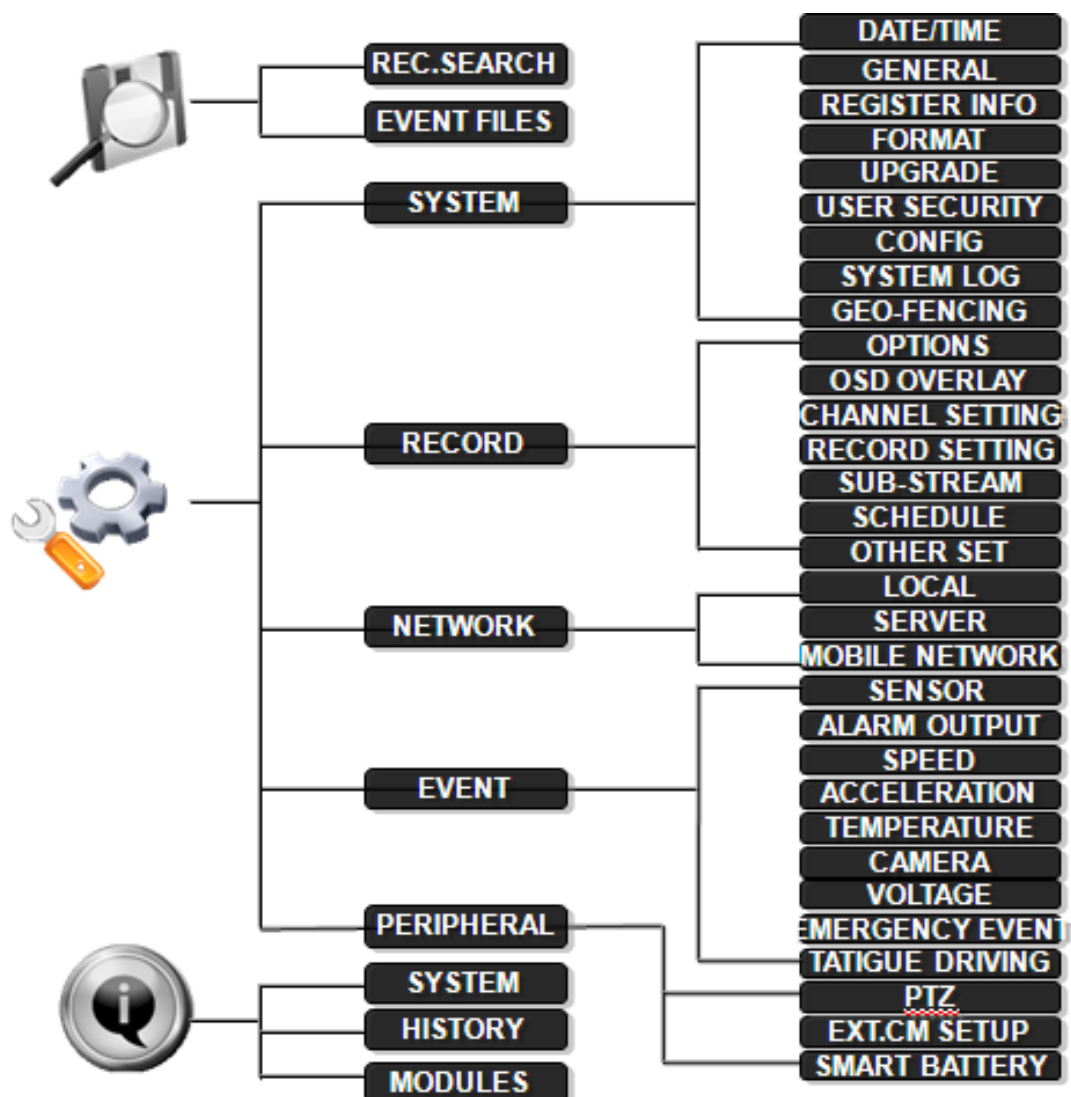 REC.SEARCH
EVENT FILES
SYSTEM
DATE/TIME
GENERAL
REGISTER INFO
FORMAT
UPGRADE
USER SECURITY
CONFIG
SYSTEM LOG
GEO-FENCING
RECORD
OPTIONS
OSD OVERLAY
CHANNEL SETTING
RECORD SETTING
SUB-STREAM
SCHEDULE
OTHER SET
NETWORK
LOCAL
SERVER
MOBILE NETWORK
EVENT
SENSOR
ALARM OUTPUT
SPEED
ACCELERATION
TEMPERATURE
CAMERA
VOLTAGE
EMERGENCY EVENT
TATIGUE DRIVING
PERIPHERAL
PTZ
EXT.CM SETUP
SMART BATTERY
SYSTEM
HISTORY
MODULES